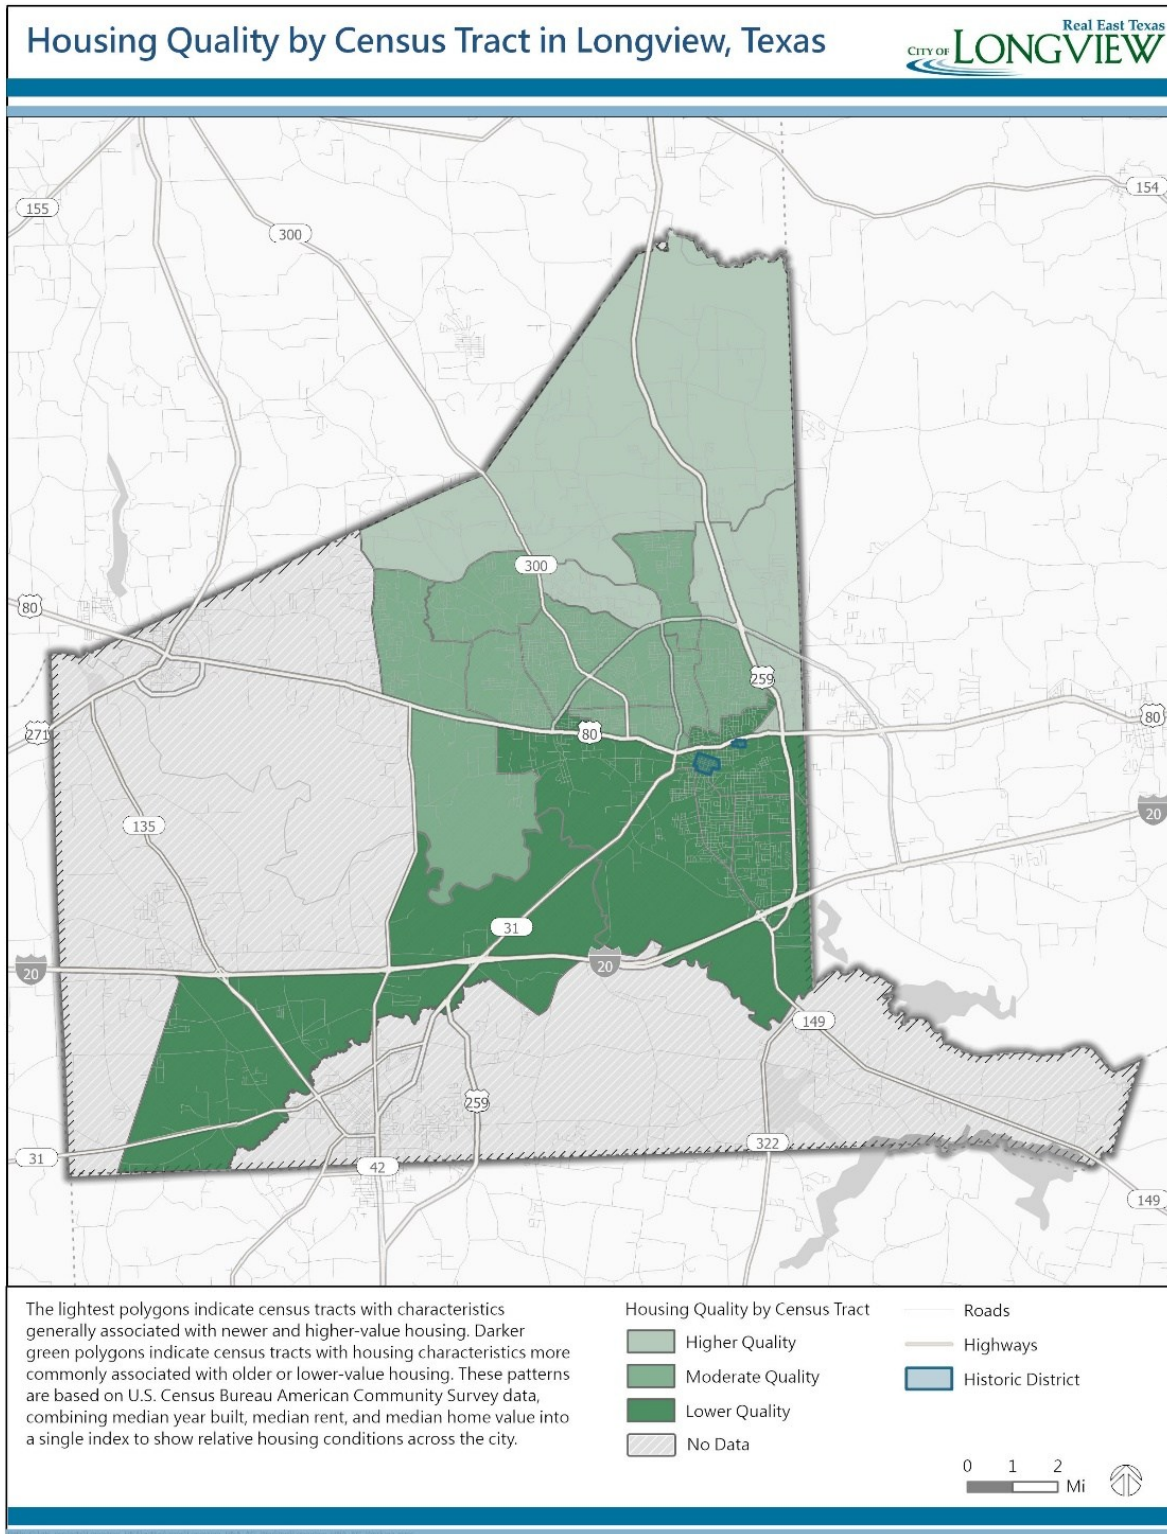 Housing Quality by Census Tract in Longview, Texas
Real East Texas
CITY OF LONGVIEW
155
300
154
300
80
259
271
80
80
135
20
31
20
20
149
259
31
42
322
149
The lightest polygons indicate census tracts with characteristics
generally associated with newer and higher-value housing. Darker
green polygons indicate census tracts with housing characteristics more
commonly associated with older or lower-value housing. These patterns
are based on U.S. Census Bureau American Community Survey data,
combining median year built, median rent, and median home value into
a single index to show relative housing conditions across the city.
Housing Quality by Census Tract
Higher Quality
Moderate Quality
Lower Quality
No Data
Roads
Highways
Historic District
0 1 2
Mi